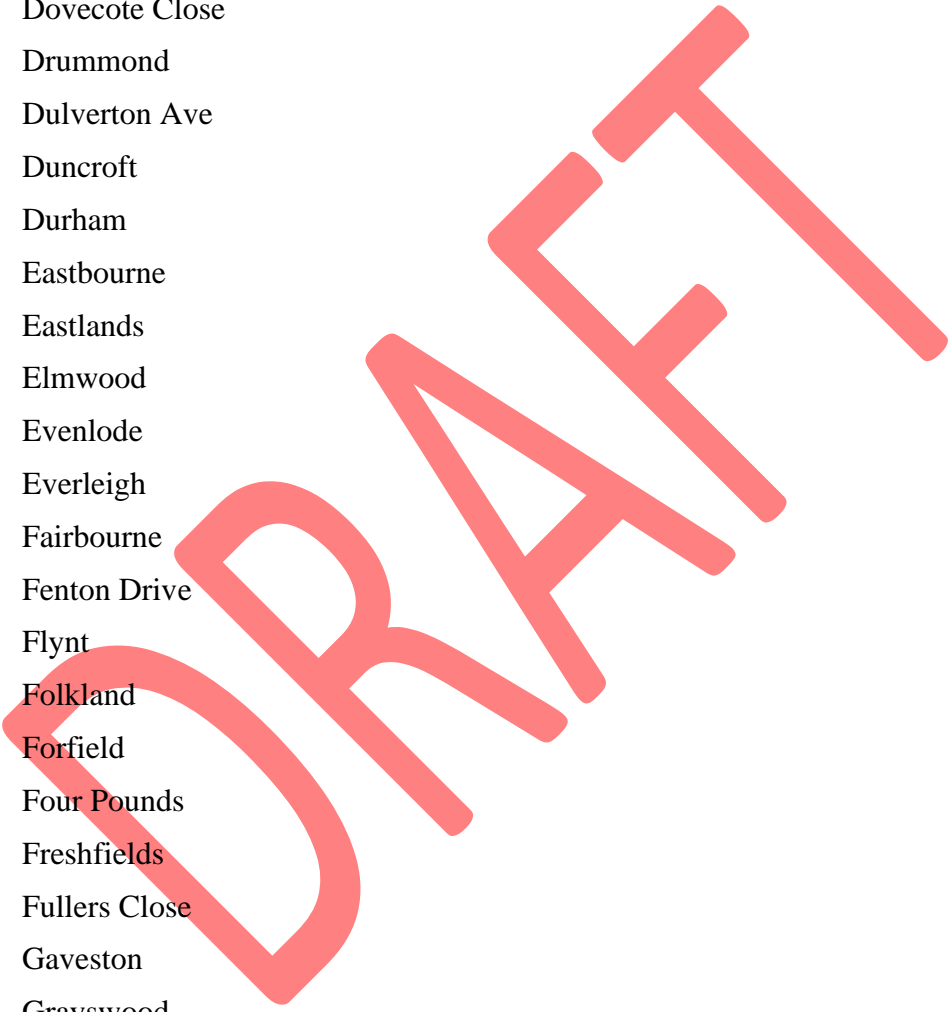 Dovecote Close
Drummond
Dulverton Ave
Duncroft
Durham
Eastbourne
Eastlands
Elmwood
Evenlode
Everleigh
Fairbourne
Fenton Drive
Flynt
Folkland
Forfield
Four Pounds
Freshfields
Fullers Close
Gaveston
Grayswood
DRAFT